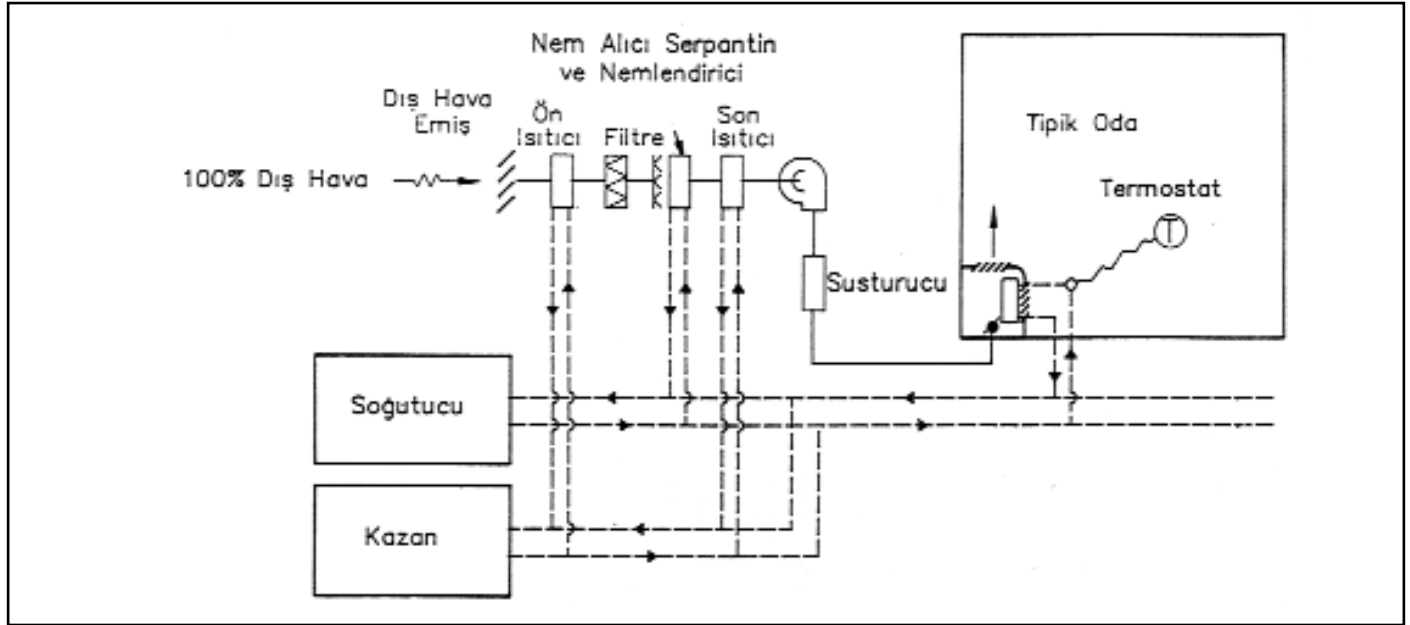 Nem Alıcı Serpantin
ve Nemlendirici
Dış Hava
Emiş
Ön
Isıtıcı
Filtre
Son
Isıtıcı
100% Dış Hava
Tipik Oda
Termostat
T
Susturucu
Soğutucu
Kazan